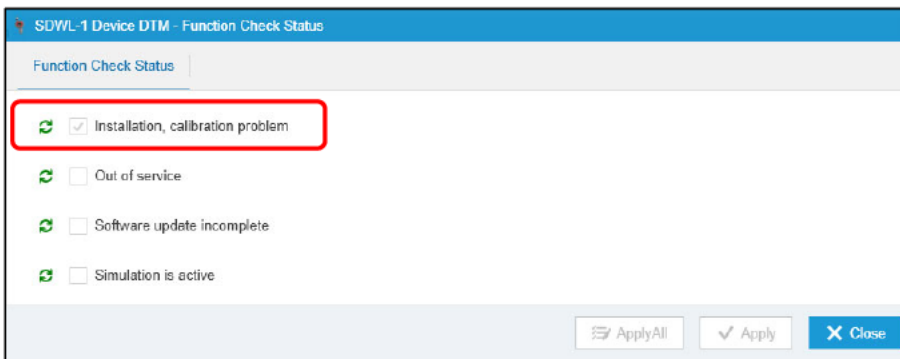 SDWL-1 Device DTM - Function Check Status
Function Check Status
Installation, calibration problem
Out of service
Software update incomplete
Simulation is active
ApplyAll Apply Close